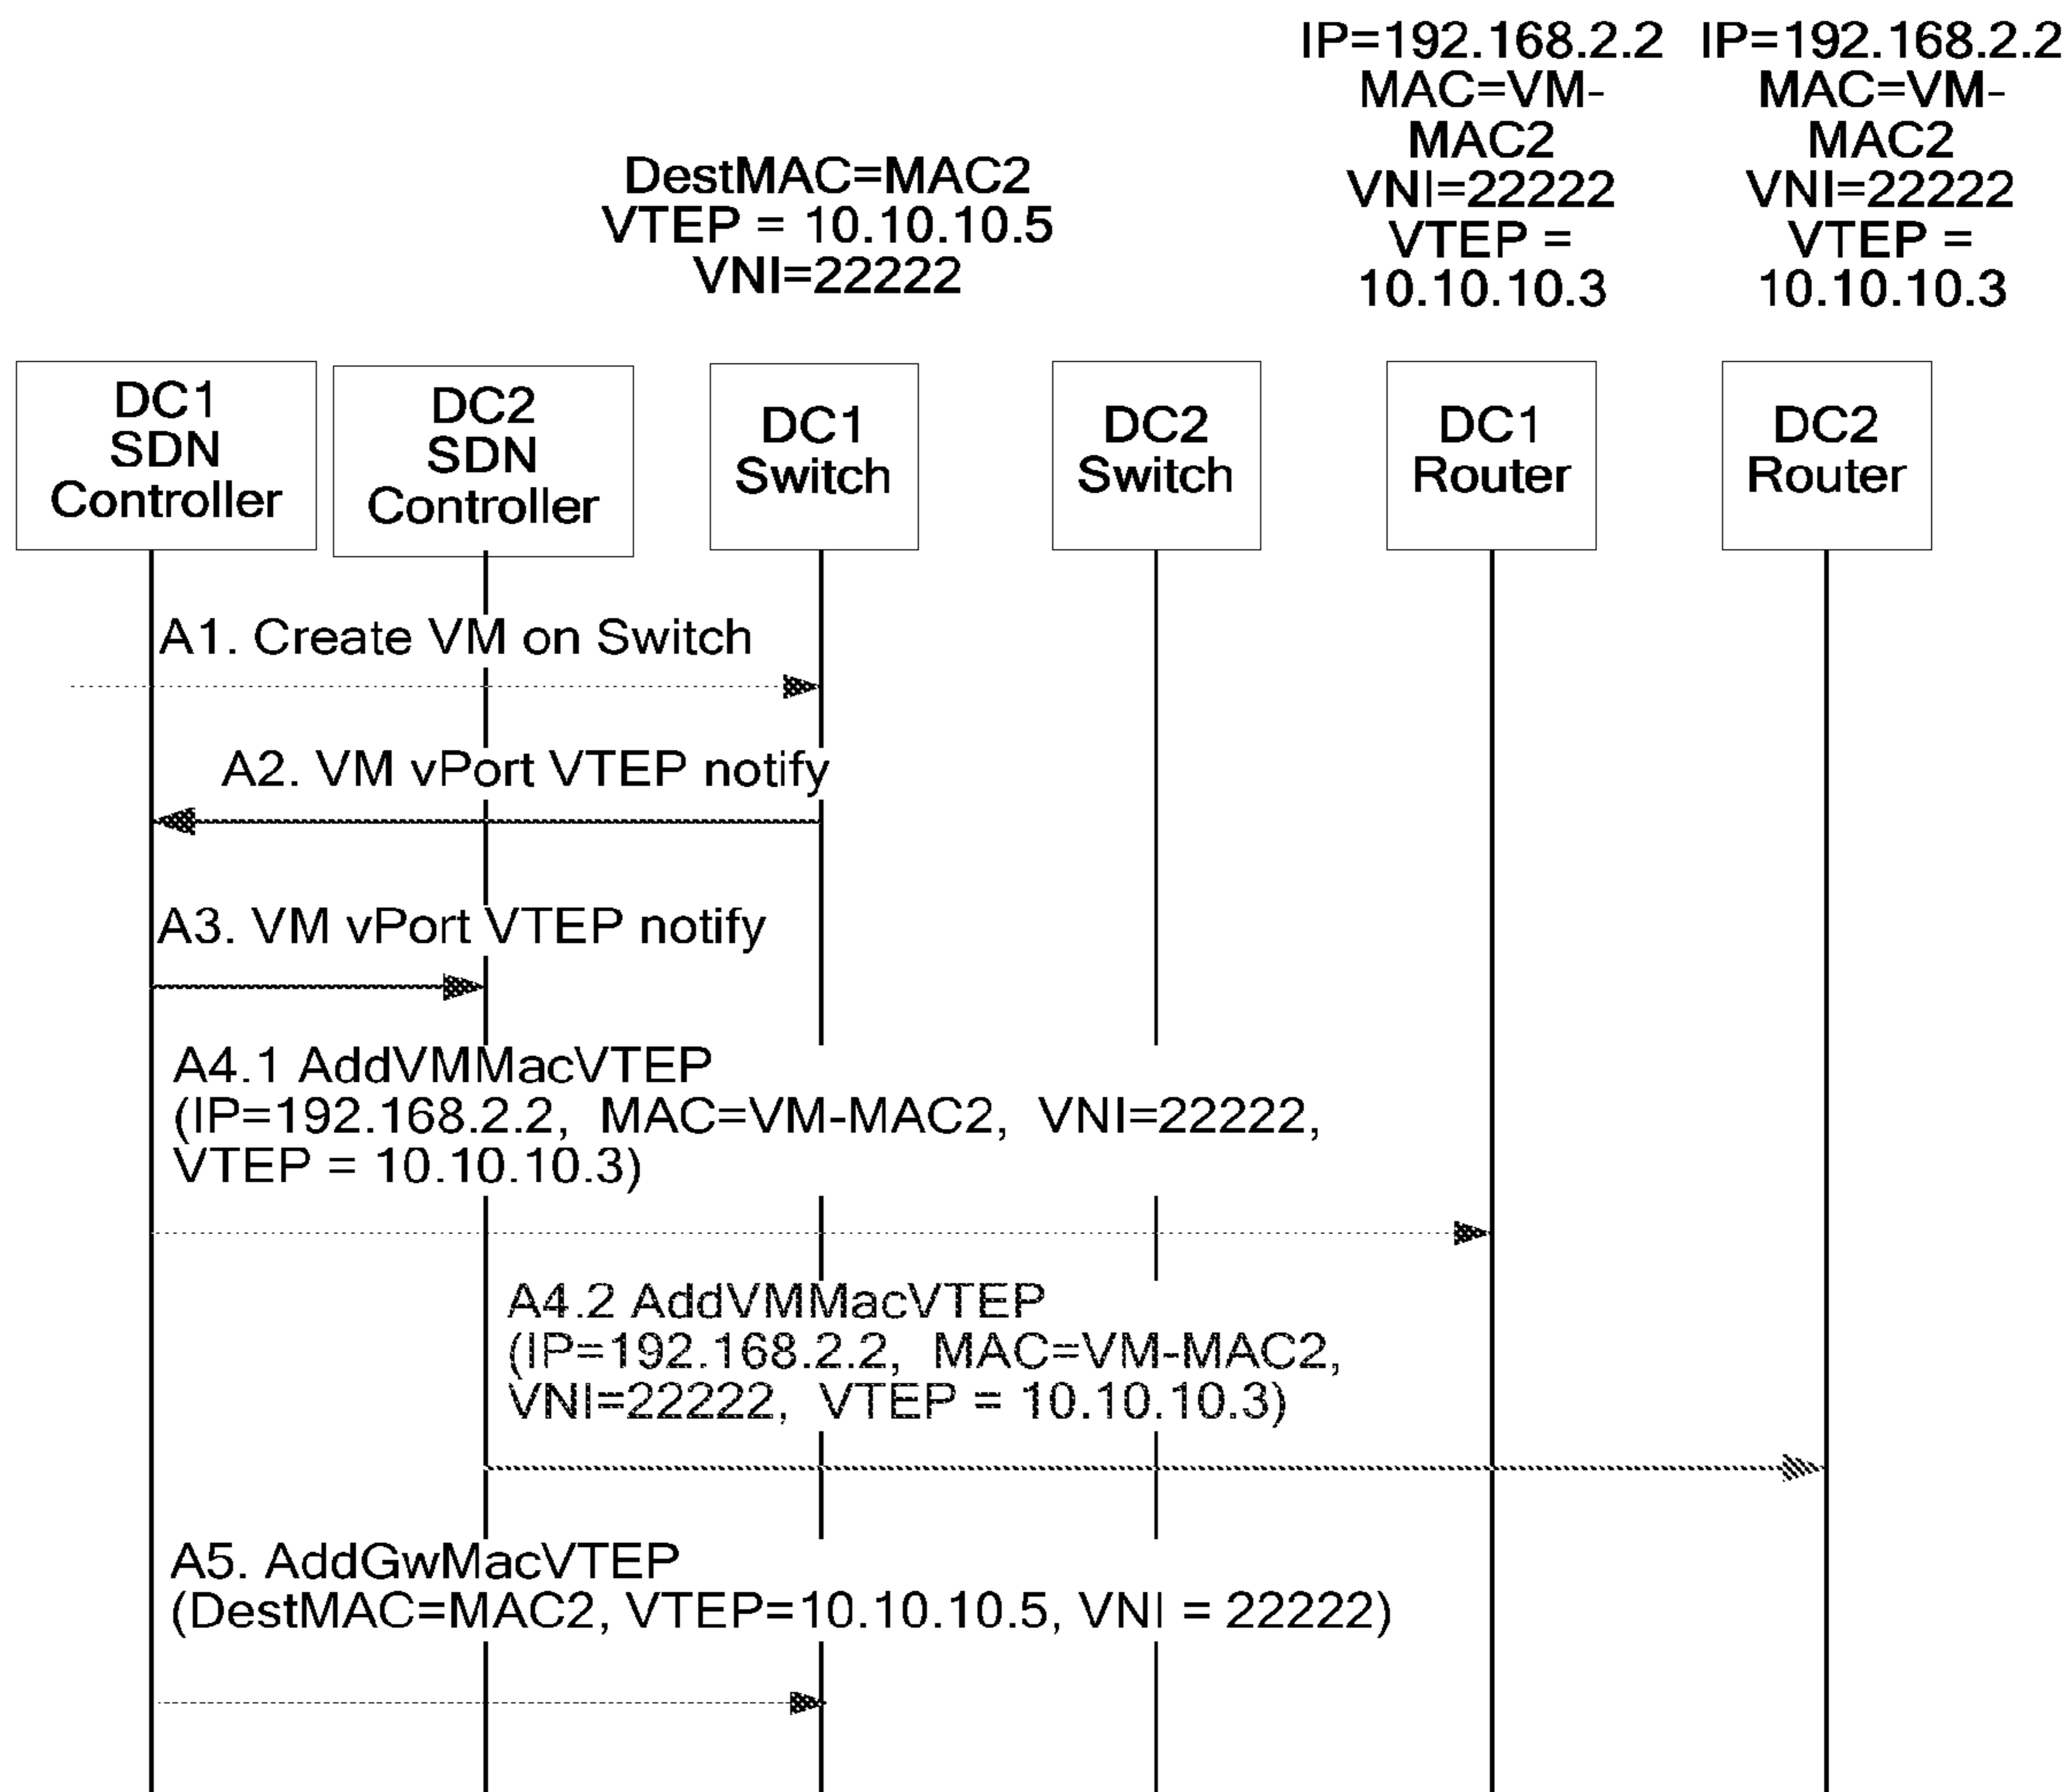 IP=192.168.2.2
MAC=VM-
MAC2
VNI=22222
VTEP =
10.10.10.3
IP=192.168.2.2
MAC=VM-
MAC2
VNI=22222
VTEP =
10.10.10.3
DestMAC=MAC2
VTEP = 10.10.10.5
VNI=22222
DC1
SDN
Controller
DC2
SDN
Controller
DC1
Switch
DC2
Switch
DC1
Router
DC2
Router
A1. Create VM on Switch
A2. VM vPort VTEP notify
A3. VM vPort VTEP notify
A4.1 AddVMMacVTEP
(IP=192.168.2.2, MAC=VM-MAC2, VNI=22222,
VTEP = 10.10.10.3)
A4.2 AddVMMacVTEP
(IP=192.168.2.2, MAC=VM-MAC2,
VNI=22222, VTEP = 10.10.10.3)
A5. AddGwMacVTEP
(DestMAC=MAC2, VTEP=10.10.10.5, VNI = 22222)